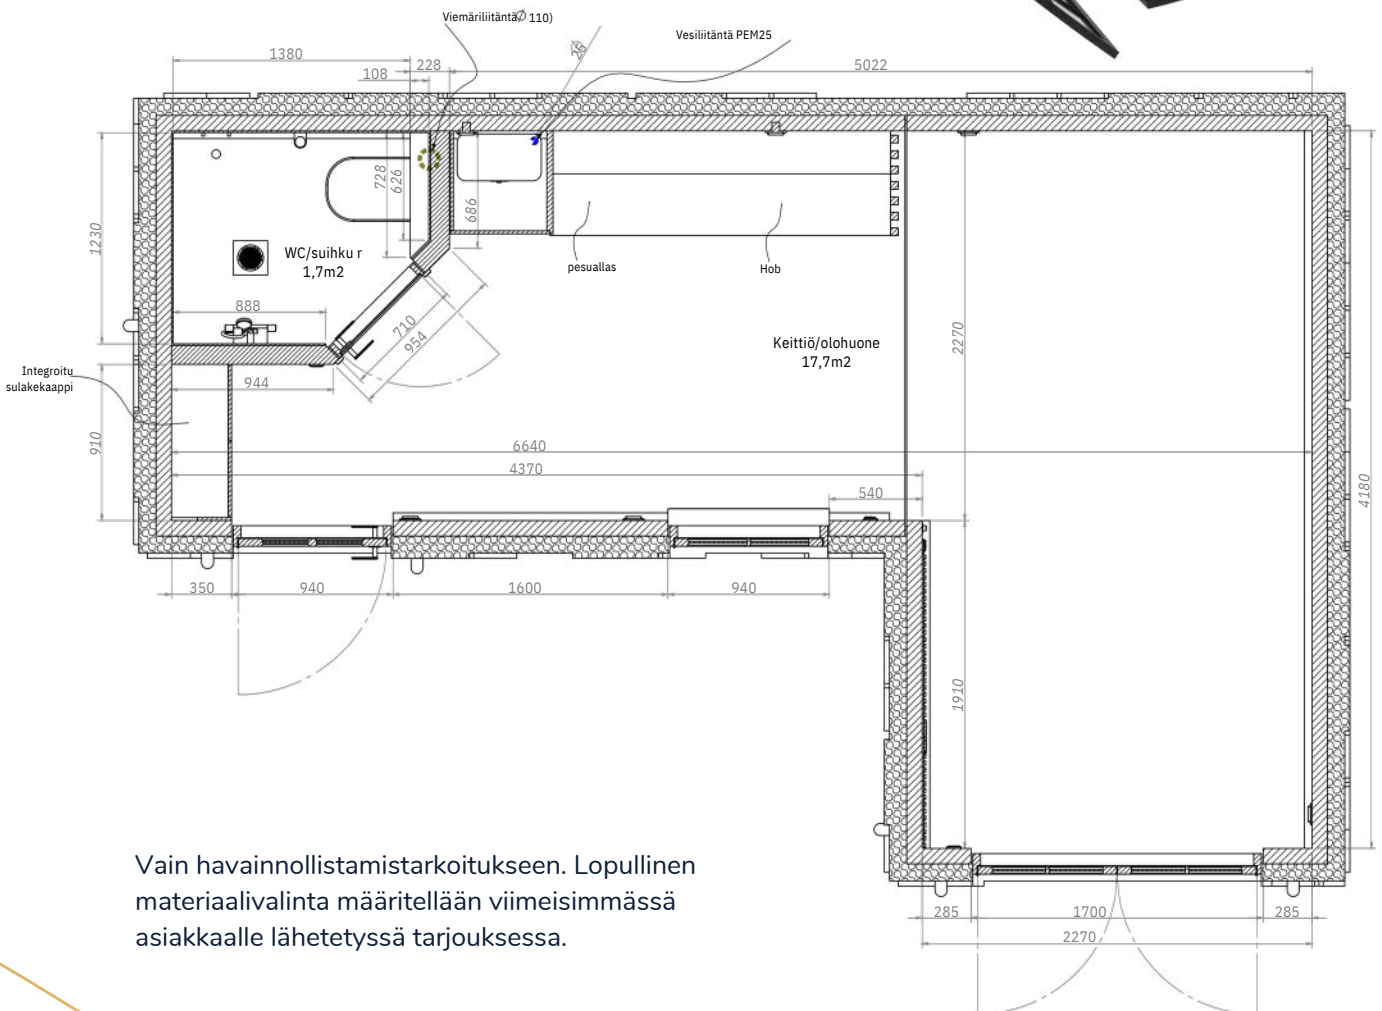 Viemäriliitäntä∅ 110)
Vesiliitäntä PEM25
∅
25
1380
228
108
5022
728
626
686
1230
WC/suihku r
1,7m2
888
pesuallas
Hob
710
954
Keittiö/olohuone
17,7m2
2270
Integroitu
sulakekaappi
944
910
6640
4370
540
4180
350
940
1600
940
1910
Vain havainnollistamistarkoitukseen. Lopullinen
materiaalivalinta määritellään viimeisimmässä
asiakkaalle lähetetyssä tarjouksessa.
285
1700
285
2270